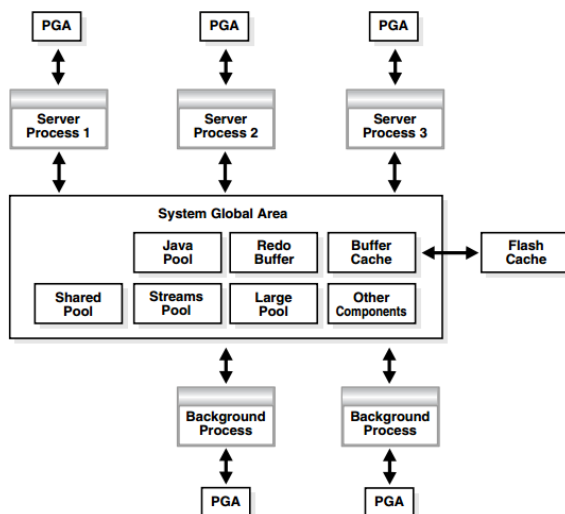 PGA
PGA
PGA
Server
Process 1
Server
Process 2
Server
Process 3
System Global Area
Java
Pool
Redo
Buffer
Buffer
Cache
Flash
Cache
Shared
Pool
Streams
Pool
Large
Pool
Other
Components
Background
Process
Background
Process
PGA
PGA